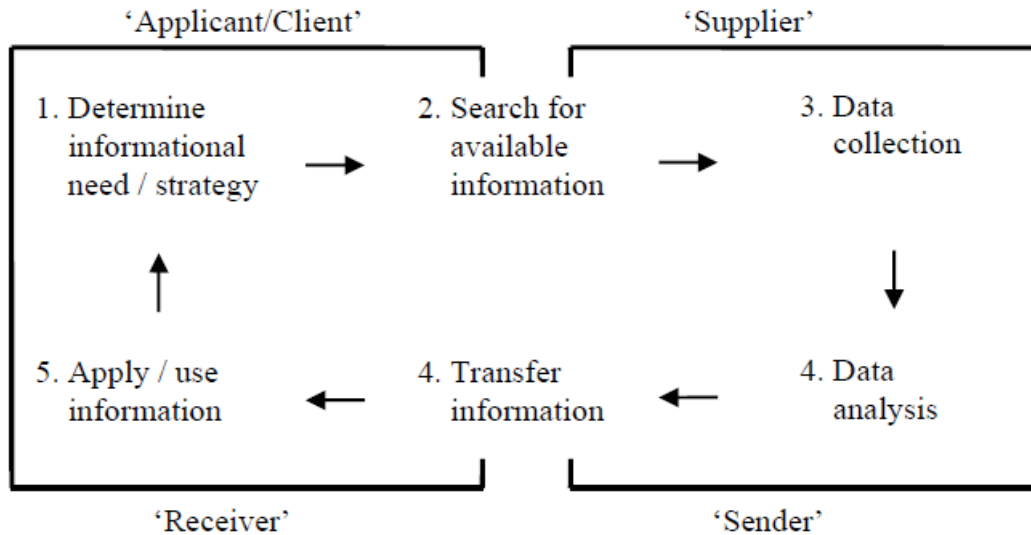 ‘Applicant/Client’
‘Supplier’
1. Determine
informational
need / strategy
2. Search for
available
information
3. Data
collection
5. Apply / use
information
4. Transfer
information
4. Data
analysis
‘Receiver’
‘Sender’